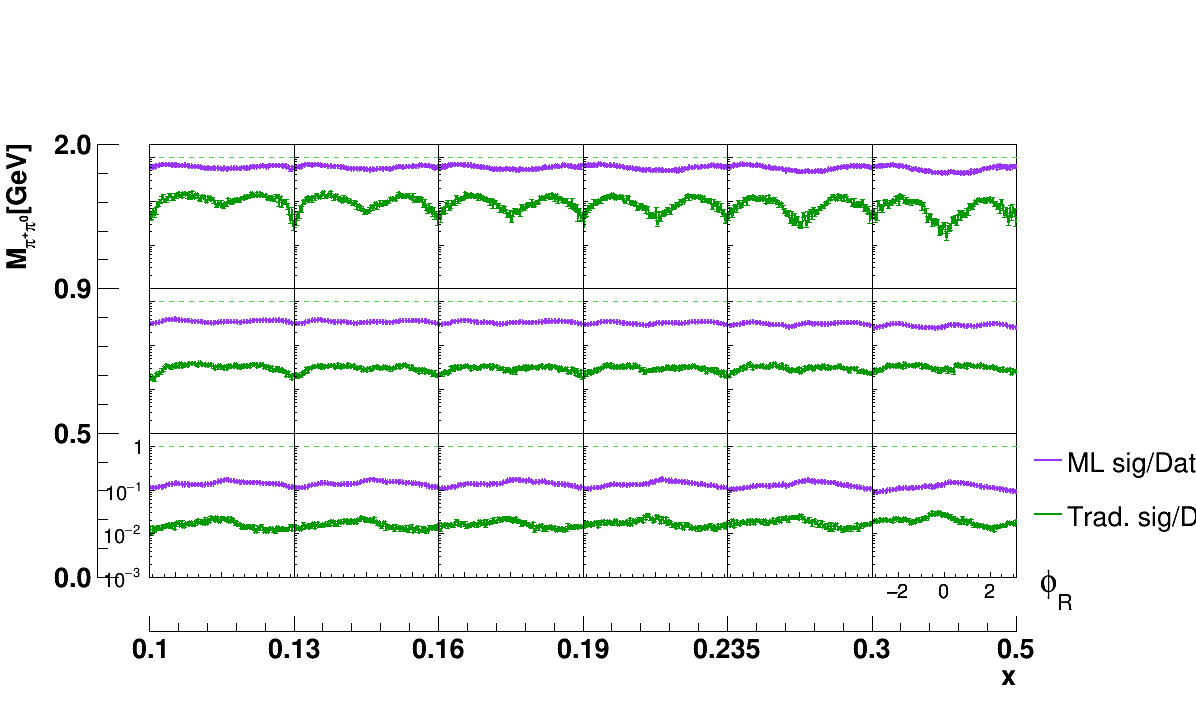 2.0
M π⁺π⁰ [GeV]
0.9
0.5
1
10⁻¹
ML sig/Dat
10⁻²
Trad. sig/D
0.0
10⁻³
−2 0 2
ϕ_R
0.1 0.13 0.16 0.19 0.235 0.3 0.5
x